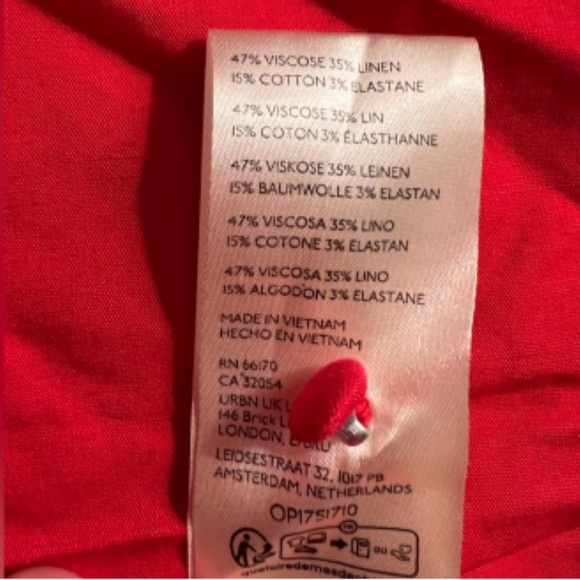 47% VISCOSE 35% LINEN
15% COTTON 3% ELASTANE
47% VISCOSE 35% LIN
15% COTON 3% ÉLASTHANNE
47% VISKOSE 35% LEINEN
15% BAUMWOLLE 3% ELASTAN
47% VISCOSA 35% LINO
15% COTONE 3% ELASTAN
47% VISCOSA 35% LINO
15% ALGODON 3% ELASTANE
MADE IN VIETNAM
HECHO EN VIETNAM
RN 66170
CA 32054
URBN UK
146 Brick
LONDON,
LEIDSESTRAAT 32, 1017 PB
AMSTERDAM, NETHERLANDS
OP1751710
FR
ou